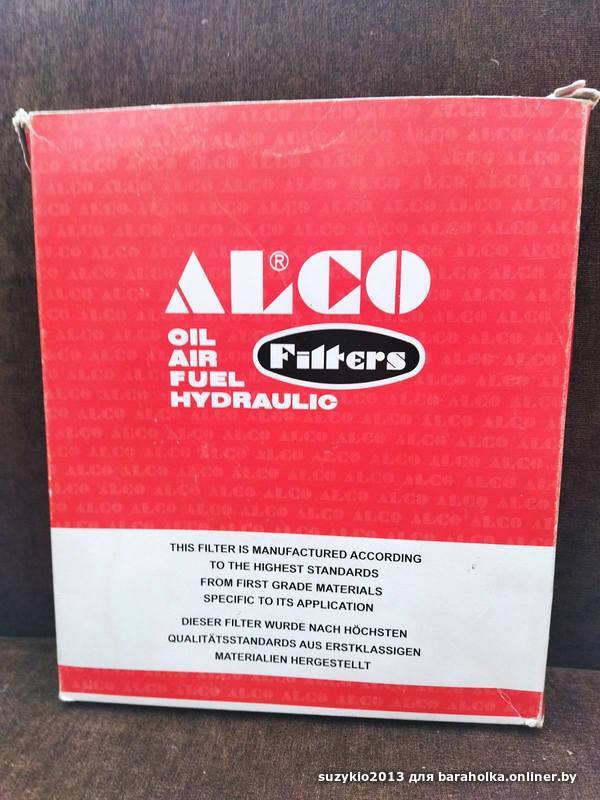 ALCO®
OIL
AIR
FUEL
HYDRAULIC
Filters
THIS FILTER IS MANUFACTURED ACCORDING
TO THE HIGHEST STANDARDS
FROM FIRST GRADE MATERIALS
SPECIFIC TO ITS APPLICATION
DIESER FILTER WURDE NACH HÖCHSTEN
QUALITÄTSSTANDARDS AUS ERSTKLASSIGEN
MATERIALIEN HERGESTELLT
suzykio2013 для baraholka.onliner.by